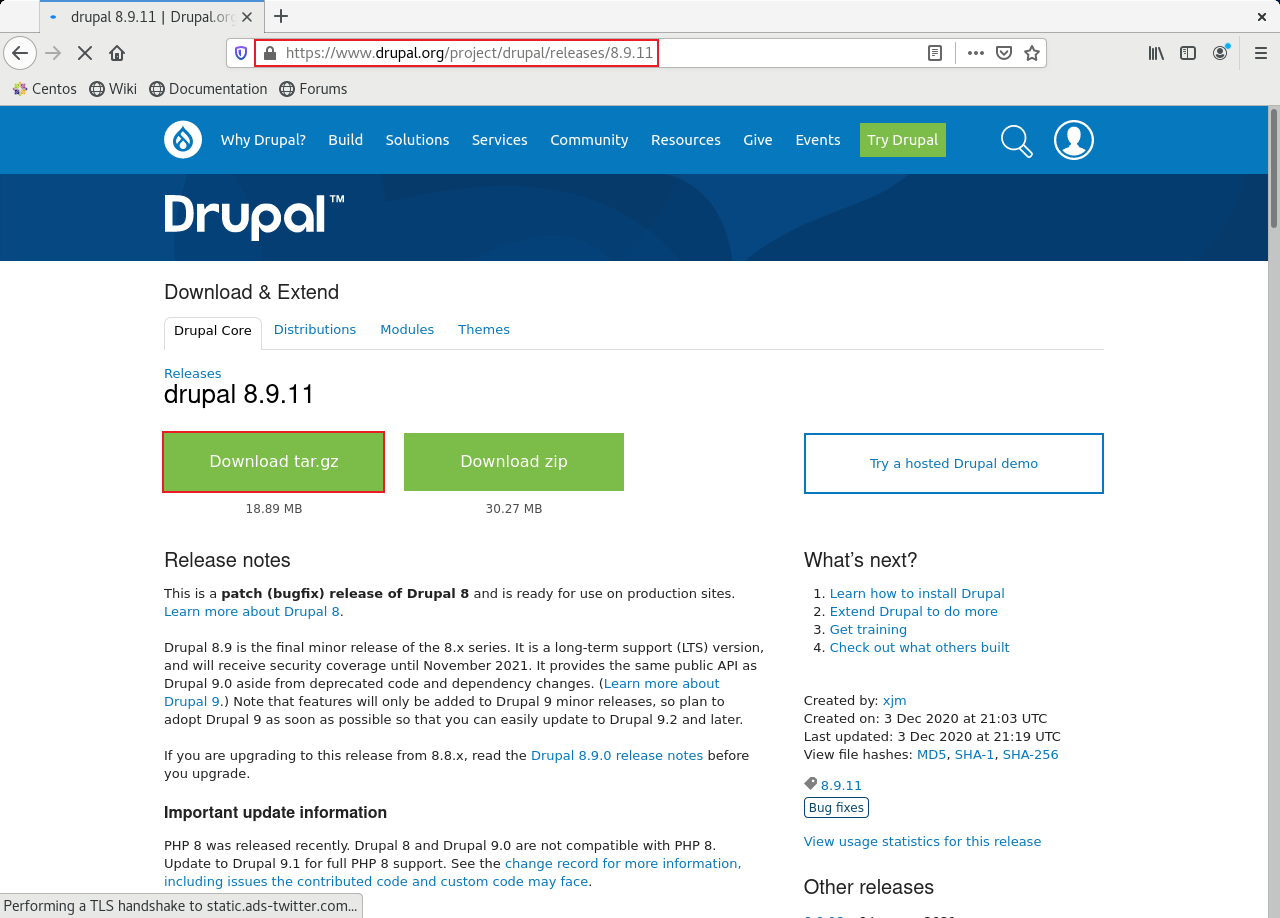 drupal 8.9.11 | Drupal.org
https://www.drupal.org/project/drupal/releases/8.9.11
Centos Wiki Documentation Forums
Why Drupal? Build Solutions Services Community Resources Give Events Try Drupal
Drupal™
Download & Extend
Drupal Core Distributions Modules Themes
Releases
drupal 8.9.11
Download tar.gz Download zip Try a hosted Drupal demo
18.89 MB 30.27 MB
Release notes
This is a patch (bugfix) release of Drupal 8 and is ready for use on production sites.
Learn more about Drupal 8.
Drupal 8.9 is the final minor release of the 8.x series. It is a long-term support (LTS) version,
and will receive security coverage until November 2021. It provides the same public API as
Drupal 9.0 aside from deprecated code and dependency changes. (Learn more about
Drupal 9.) Note that features will only be added to Drupal 9 minor releases, so plan to
adopt Drupal 9 as soon as possible so that you can easily update to Drupal 9.2 and later.
If you are upgrading to this release from 8.8.x, read the Drupal 8.9.0 release notes before
you upgrade.
Important update information
PHP 8 was released recently. Drupal 8 and Drupal 9.0 are not compatible with PHP 8.
Update to Drupal 9.1 for full PHP 8 support. See the change record for more information,
including issues the contributed code and custom code may face.
What's next?
1. Learn how to install Drupal
2. Extend Drupal to do more
3. Get training
4. Check out what others built
Created by: xjm
Created on: 3 Dec 2020 at 21:03 UTC
Last updated: 3 Dec 2020 at 21:19 UTC
View file hashes: MD5, SHA-1, SHA-256
8.9.11
Bug fixes
View usage statistics for this release
Other releases
Performing a TLS handshake to static.ads-twitter.com...